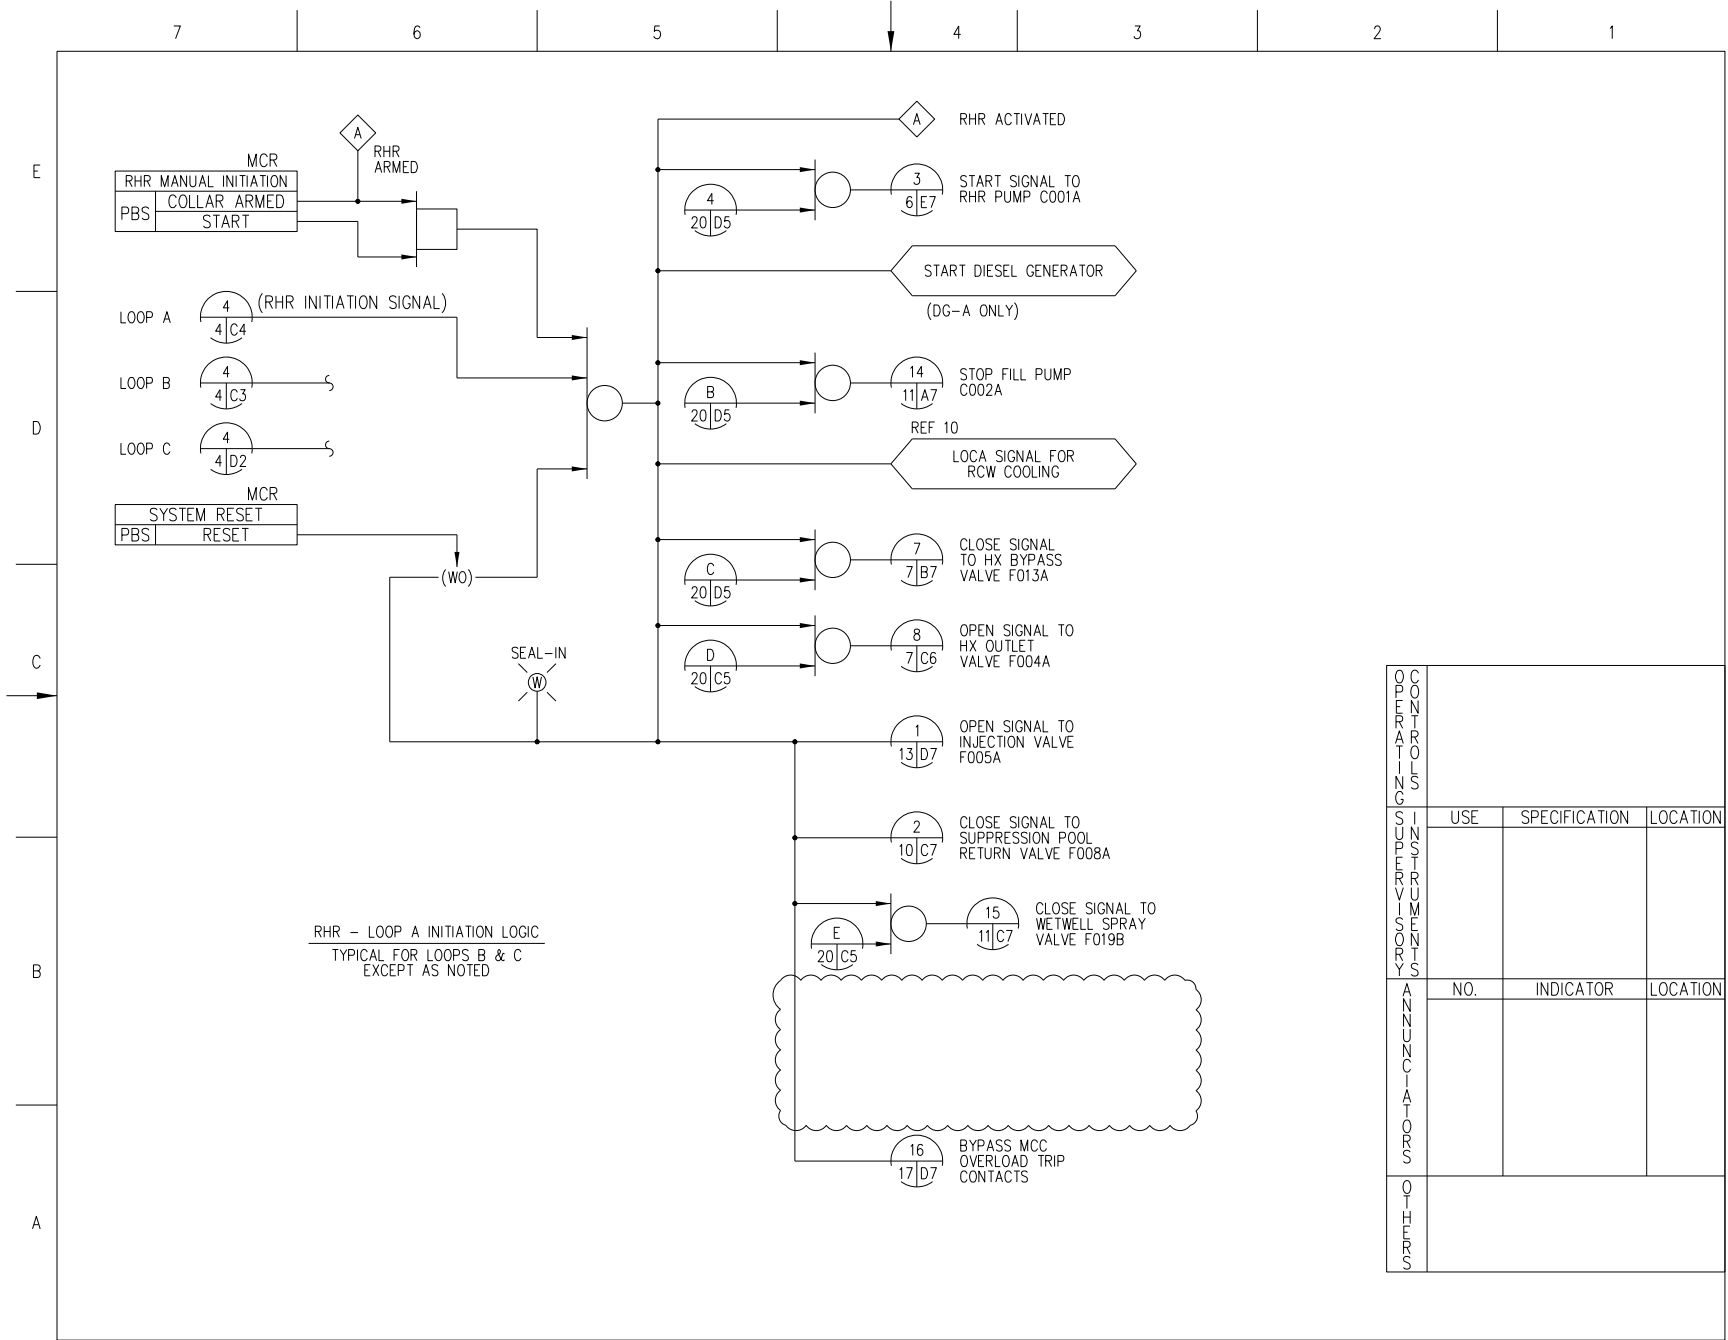 7 6 5 4 3 2 1
E
D
C
B
A
A
RHR
ARMED
MCR
RHR MANUAL INITIATION
PBS
COLLAR ARMED
START
LOOP A
4
4 C4
(RHR INITIATION SIGNAL)
LOOP B
4
4 C3
LOOP C
4
4 D2
MCR
SYSTEM RESET
PBS RESET
(WO)
SEAL-IN
W
A
RHR ACTIVATED
4
20 D5
3
6 E7
START SIGNAL TO
RHR PUMP C001A
START DIESEL GENERATOR
(DG-A ONLY)
B
20 D5
14
11 A7
STOP FILL PUMP
C002A
REF 10
LOCA SIGNAL FOR
RCW COOLING
C
20 D5
7
7 B7
CLOSE SIGNAL
TO HX BYPASS
VALVE F013A
D
20 C5
8
7 C6
OPEN SIGNAL TO
HX OUTLET
VALVE F004A
1
13 D7
OPEN SIGNAL TO
INJECTION VALVE
F005A
2
10 C7
CLOSE SIGNAL TO
SUPPRESSION POOL
RETURN VALVE F008A
E
20 C5
15
11 C7
CLOSE SIGNAL TO
WETWELL SPRAY
VALVE F019B
16
17 D7
BYPASS MCC
OVERLOAD TRIP
CONTACTS
RHR - LOOP A INITIATION LOGIC
TYPICAL FOR LOOPS B & C
EXCEPT AS NOTED
OPERATING
CONTROLS
SUPERVISORY
INSTRUMENTS
USE SPECIFICATION LOCATION
ANNUNCIATORS
NO. INDICATOR LOCATION
OTHERS